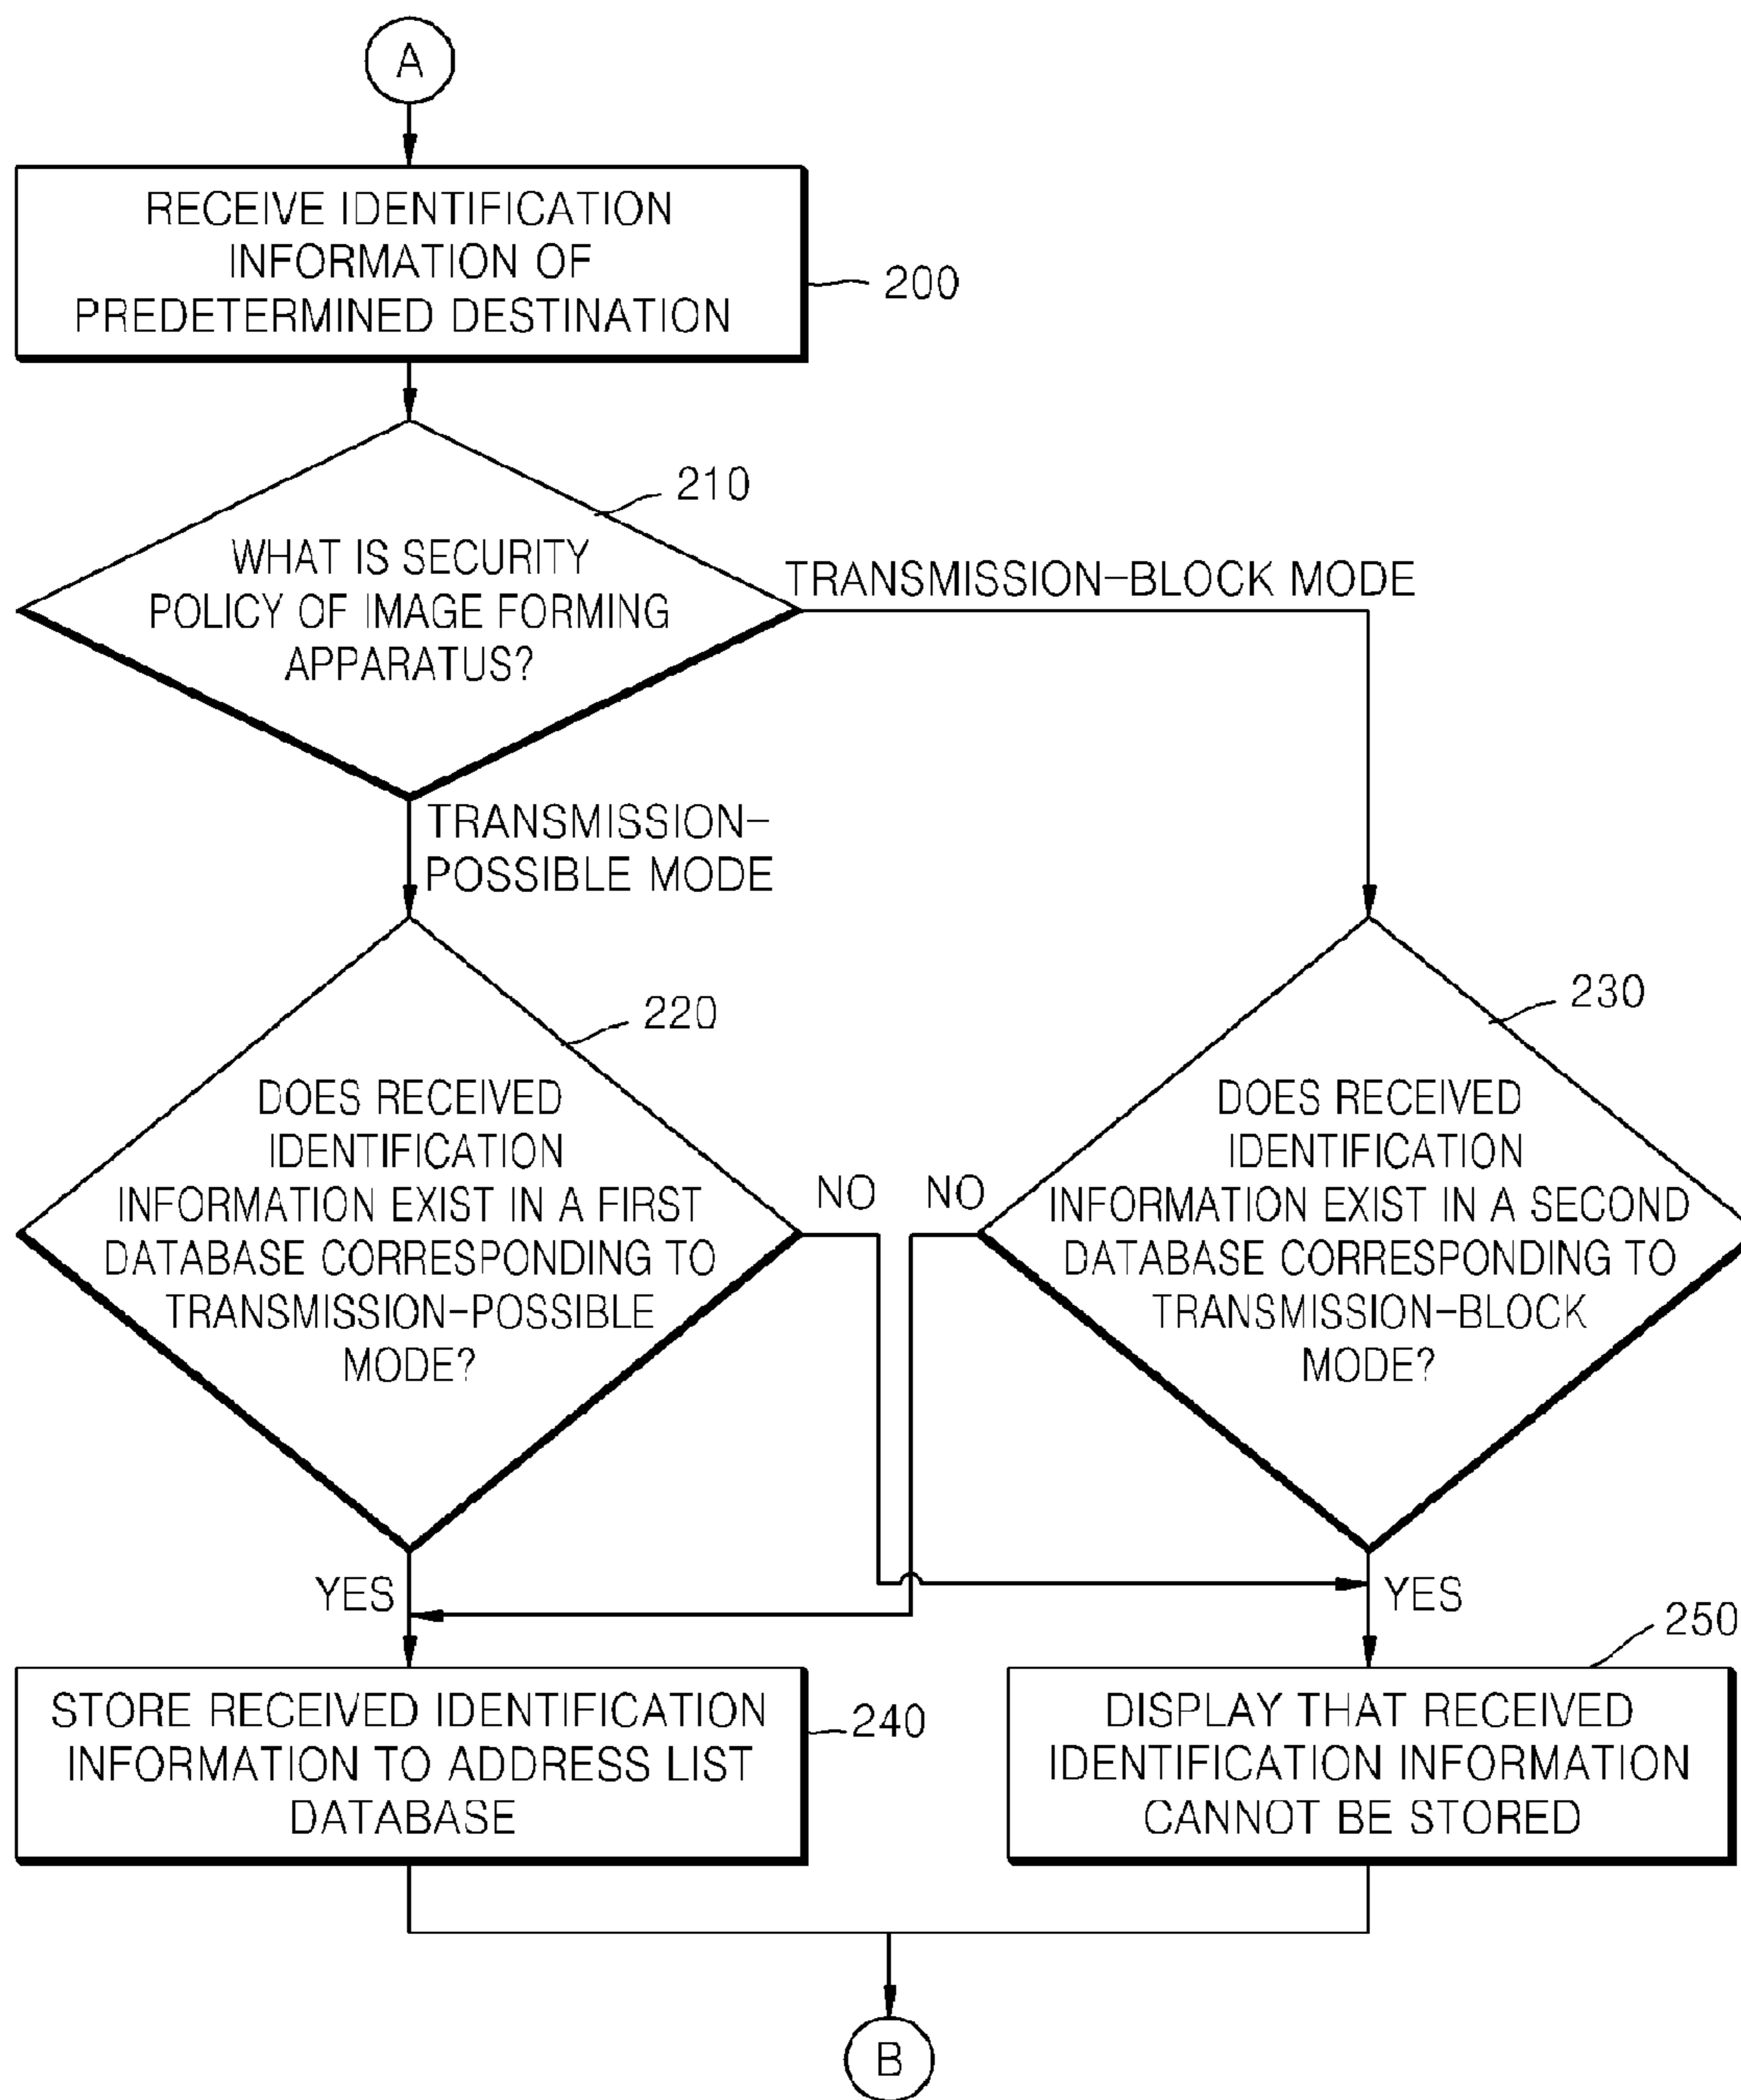 A
RECEIVE IDENTIFICATION
INFORMATION OF
PREDETERMINED DESTINATION
200
210
WHAT IS SECURITY
POLICY OF IMAGE FORMING
APPARATUS?
TRANSMISSION-BLOCK MODE
TRANSMISSION-
POSSIBLE MODE
220
DOES RECEIVED
IDENTIFICATION
INFORMATION EXIST IN A FIRST
DATABASE CORRESPONDING TO
TRANSMISSION-POSSIBLE
MODE?
NO
230
DOES RECEIVED
IDENTIFICATION
INFORMATION EXIST IN A SECOND
DATABASE CORRESPONDING TO
TRANSMISSION-BLOCK
MODE?
NO
YES
YES
STORE RECEIVED IDENTIFICATION
INFORMATION TO ADDRESS LIST
DATABASE
240
250
DISPLAY THAT RECEIVED
IDENTIFICATION INFORMATION
CANNOT BE STORED
B